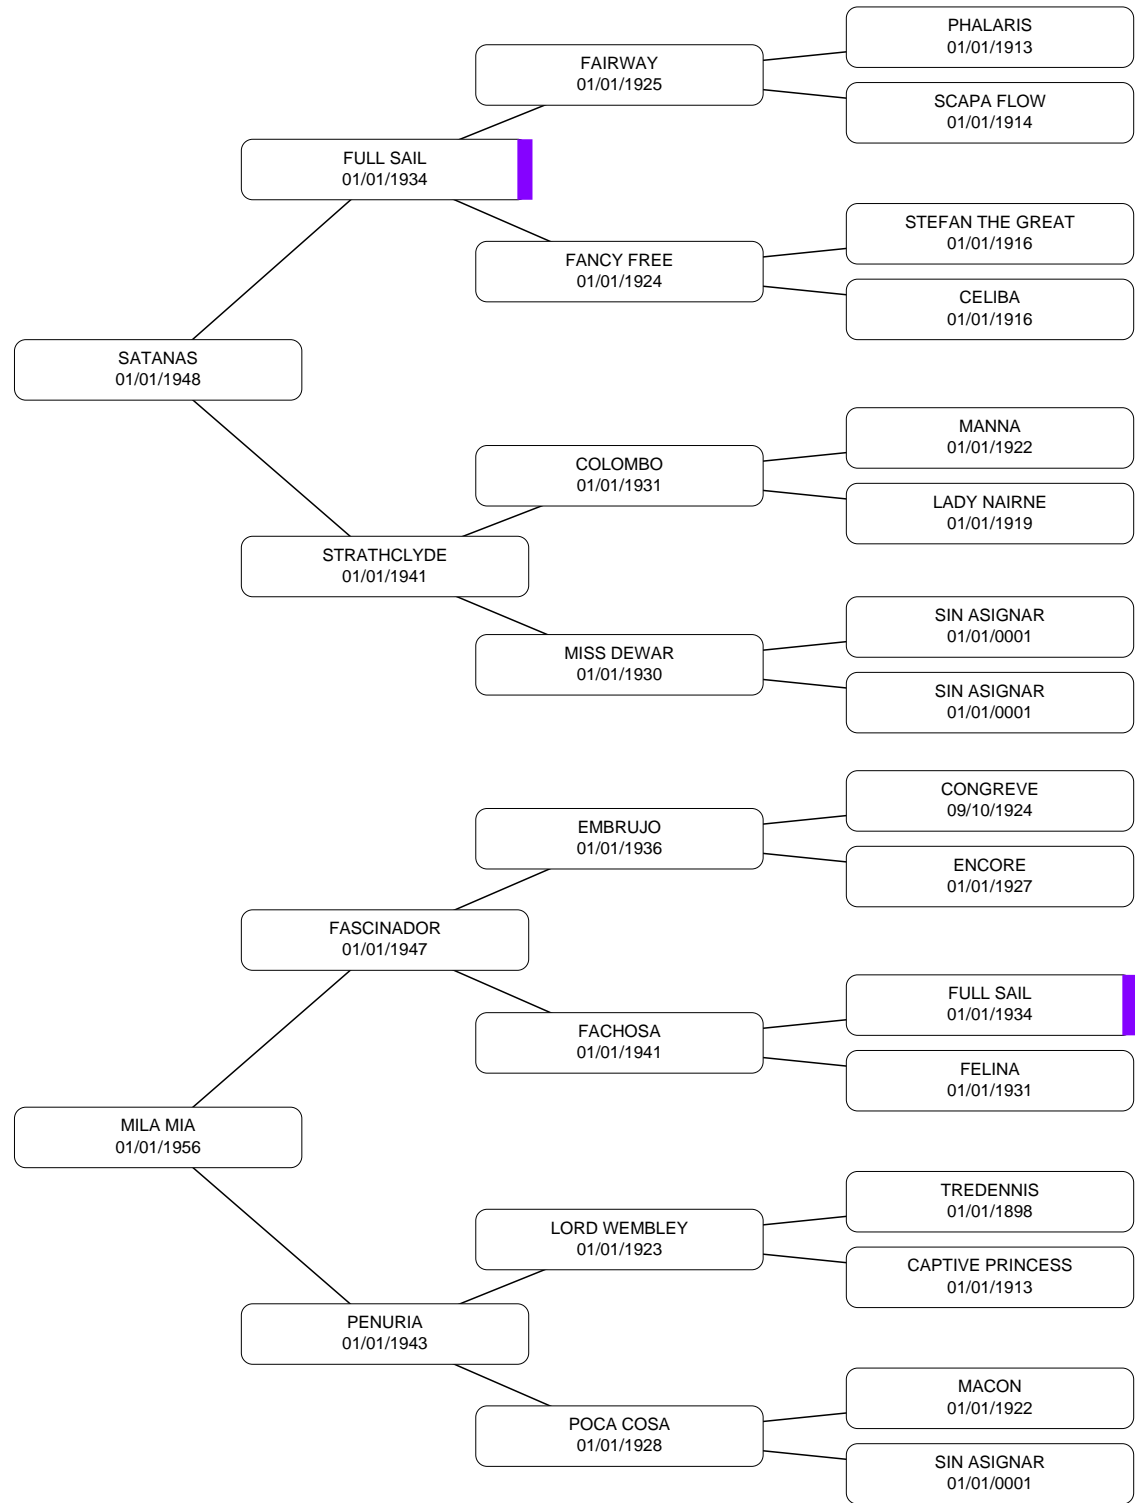 PHALARIS
01/01/1913
FAIRWAY
01/01/1925
SCAPA FLOW
01/01/1914
FULL SAIL
01/01/1934
STEFAN THE GREAT
01/01/1916
FANCY FREE
01/01/1924
CELIBA
01/01/1916
SATANAS
01/01/1948
MANNA
01/01/1922
COLOMBO
01/01/1931
LADY NAIRNE
01/01/1919
STRATHCLYDE
01/01/1941
SIN ASIGNAR
01/01/0001
MISS DEWAR
01/01/1930
SIN ASIGNAR
01/01/0001
CONGREVE
09/10/1924
EMBRUJO
01/01/1936
ENCORE
01/01/1927
FASCINADOR
01/01/1947
FULL SAIL
01/01/1934
FACHOSA
01/01/1941
FELINA
01/01/1931
MILA MIA
01/01/1956
TREDENNIS
01/01/1898
LORD WEMBLEY
01/01/1923
CAPTIVE PRINCESS
01/01/1913
PENURIA
01/01/1943
MACON
01/01/1922
POCA COSA
01/01/1928
SIN ASIGNAR
01/01/0001